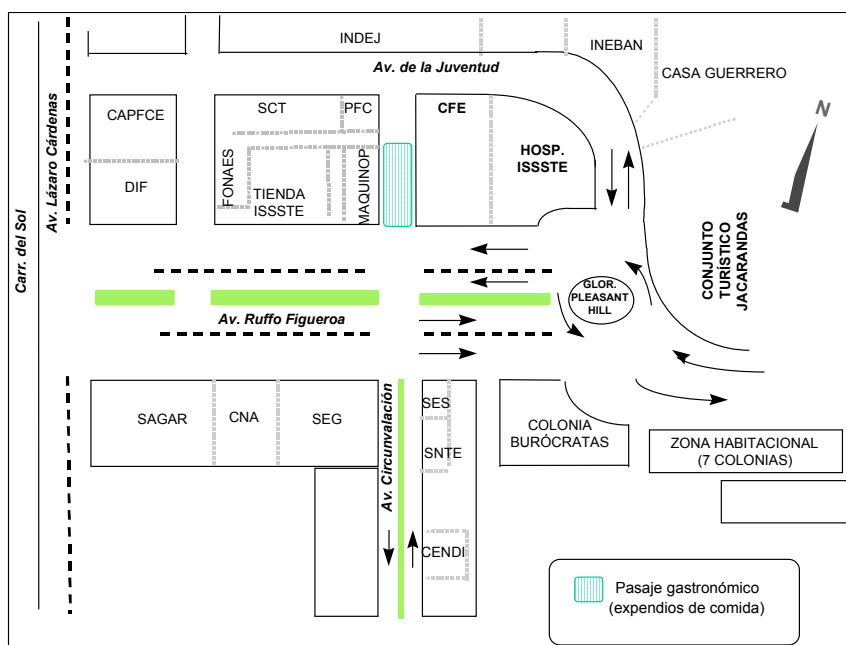 INDEJ
INEBAN
Av. de la Juventud
CASA GUERRERO
CAPFCE
SCT
PFC
CFE
N
HOSP.
ISSSTE
DIF
FONAES
TIENDA
ISSSTE
MAQUINOP
Av. Lázaro Cárdenas
Carr. del Sol
CONJUNTO
TURÍSTICO
JACARANDAS
GLOR.
PLEASANT
HILL
Av. Ruffo Figueroa
SAGAR
CNA
SEG
Av. Circunvalación
SES
SNTE
COLONIA
BURÓCRATAS
ZONA HABITACIONAL
(7 COLONIAS)
CENDI
Pasaje gastronómico
(expendios de comida)